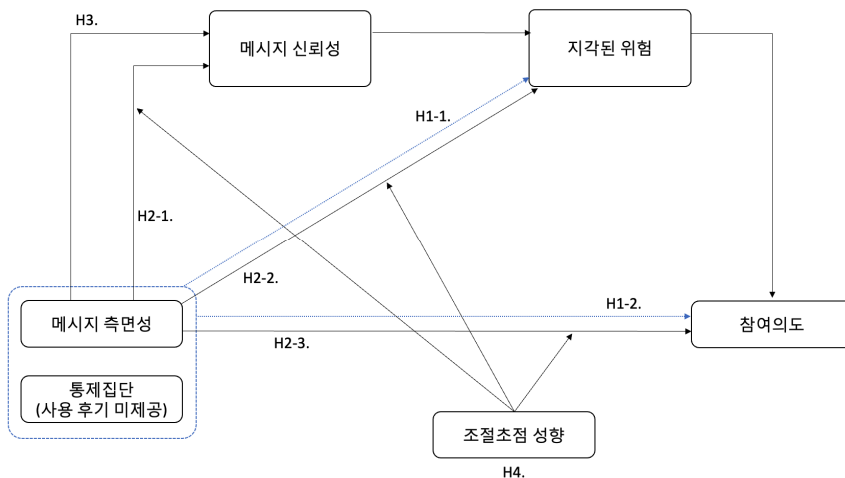 H3.
메시지 신뢰성
지각된 위험
H1-1.
H2-1.
H2-2.
H1-2.
메시지 측면성
참여의도
H2-3.
통제집단
(사용 후기 미제공)
조절초점 성향
H4.